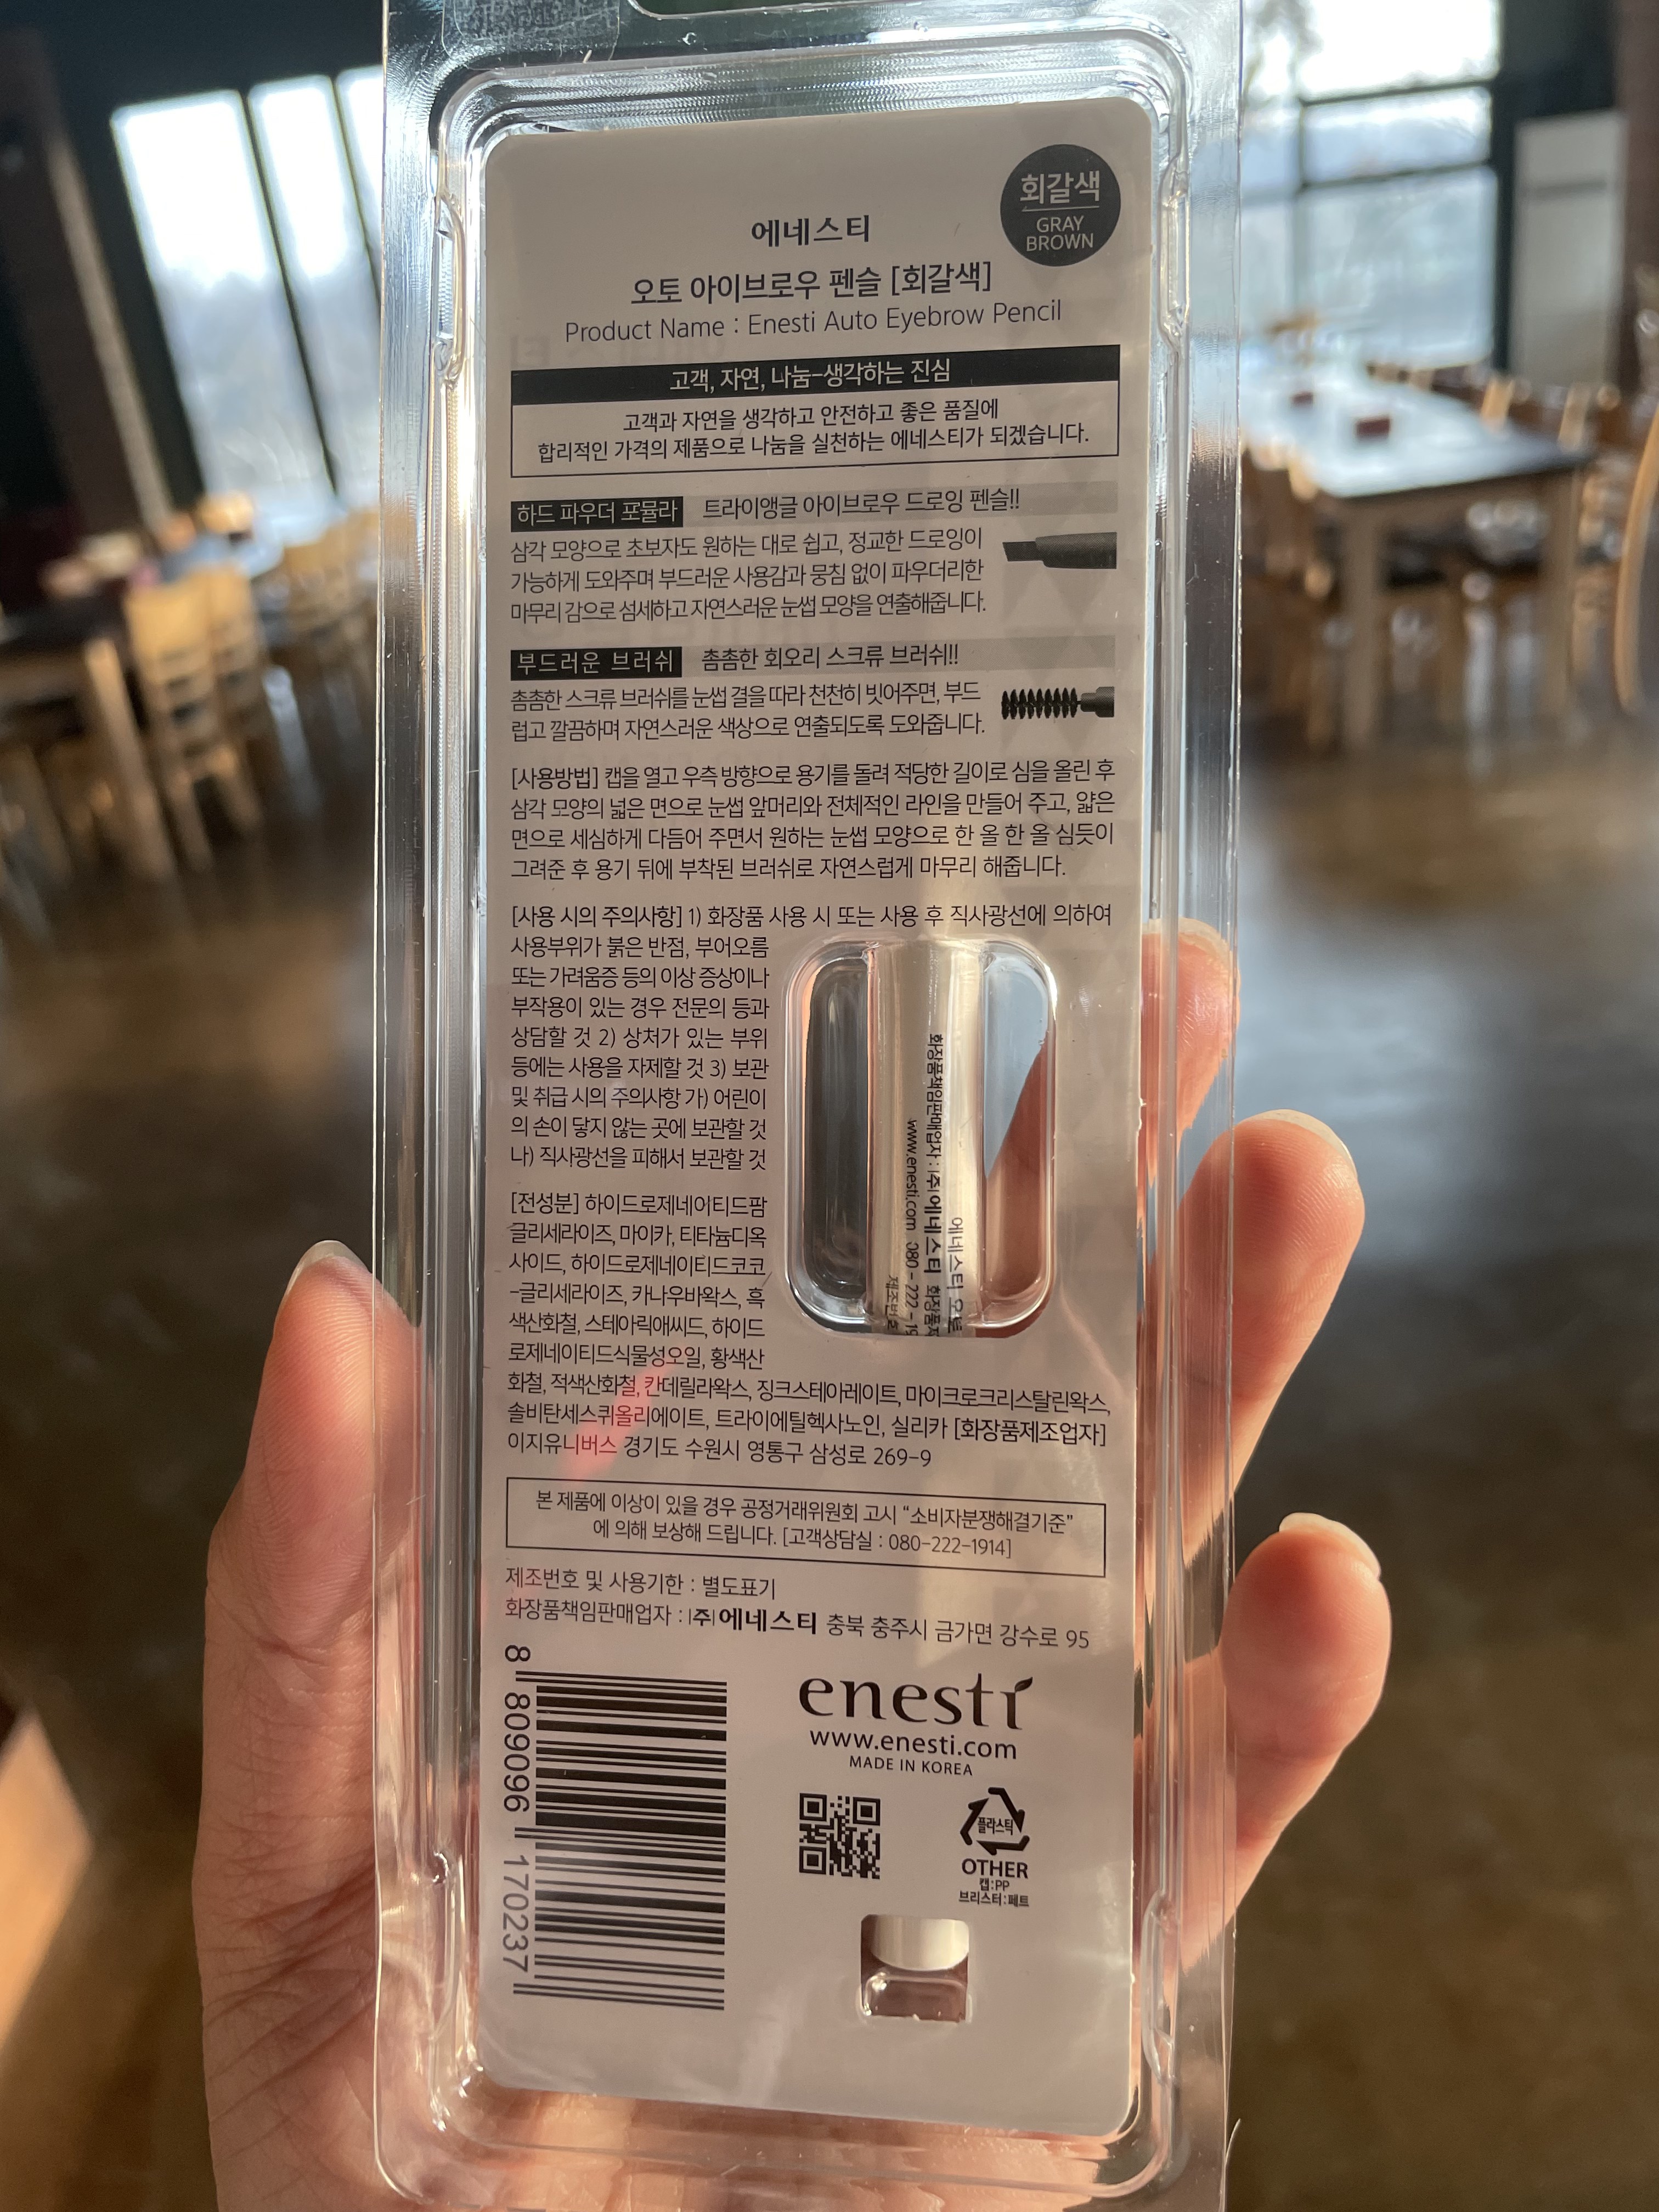 회갈색
GRAY
BROWN
에네스티
오토 아이브로우 펜슬 [회갈색]
Product Name : Enesti Auto Eyebrow Pencil
고객, 자연, 나눔-생각하는 진심
고객과 자연을 생각하고 안전하고 좋은 품질에
합리적인 가격의 제품으로 나눔을 실천하는 에네스티가 되겠습니다.
하드 파우더 포뮬라 트라이앵글 아이브로우 드로잉 펜슬!!
삼각 모양으로 초보자도 원하는 대로 쉽고, 정교한 드로잉이
가능하게 도와주며 부드러운 사용감과 뭉침 없이 파우더리한
마무리 감으로 섬세하고 자연스러운 눈썹 모양을 연출해줍니다.
부드러운 브러쉬 촘촘한 회오리 스크류 브러쉬!!
촘촘한 스크류 브러쉬를 눈썹 결을 따라 천천히 빗어주면, 부드
럽고 깔끔하며 자연스러운 색상으로 연출되도록 도와줍니다.
[사용방법] 캡을 열고 우측 방향으로 용기를 돌려 적당한 길이로 심을 올린 후
삼각 모양의 넓은 면으로 눈썹 앞머리와 전체적인 라인을 만들어 주고, 얇은
면으로 세심하게 다듬어 주면서 원하는 눈썹 모양으로 한 올 한 올 심듯이
그려준 후 용기 뒤에 부착된 브러쉬로 자연스럽게 마무리 해줍니다.
[사용 시의 주의사항] 1) 화장품 사용 시 또는 사용 후 직사광선에 의하여
사용부위가 붉은 반점, 부어오름
또는 가려움증 등의 이상 증상이나
부작용이 있는 경우 전문의 등과
상담할 것 2) 상처가 있는 부위
등에는 사용을 자제할 것 3) 보관
및 취급 시의 주의사항 가) 어린이
의 손이 닿지 않는 곳에 보관할 것
나) 직사광선을 피해서 보관할 것
[전성분] 하이드로제네이티드팜
글리세라이즈, 마이카, 티타늄디옥
사이드, 하이드로제네이티드코코
-글리세라이즈, 카나우바왁스, 흑
색산화철, 스테아릭애씨드, 하이드
로제네이티드식물성오일, 황색산
화철, 적색산화철, 칸데릴라왁스, 징크스테아레이트, 마이크로크리스탈린왁스,
솔비탄세스퀴올리에이트, 트라이에틸헥사노인, 실리카 [화장품제조업자]
이지유니버스 경기도 수원시 영통구 삼성로 269-9
에네스티 오토
화장품책임판매업자 : |주|에네스티 화장품제
www.enesti.com 080 - 222 - 19
제조번호
본 제품에 이상이 있을 경우 공정거래위원회 고시 “소비자분쟁해결기준”
에 의해 보상해 드립니다. [고객상담실 : 080-222-1914]
제조번호 및 사용기한 : 별도표기
화장품책임판매업자 : |주|에네스티 충북 충주시 금가면 강수로 95
8 809096 170237
enesti
www.enesti.com
MADE IN KOREA
플라스틱
OTHER
캡:PP
브리스터:페트